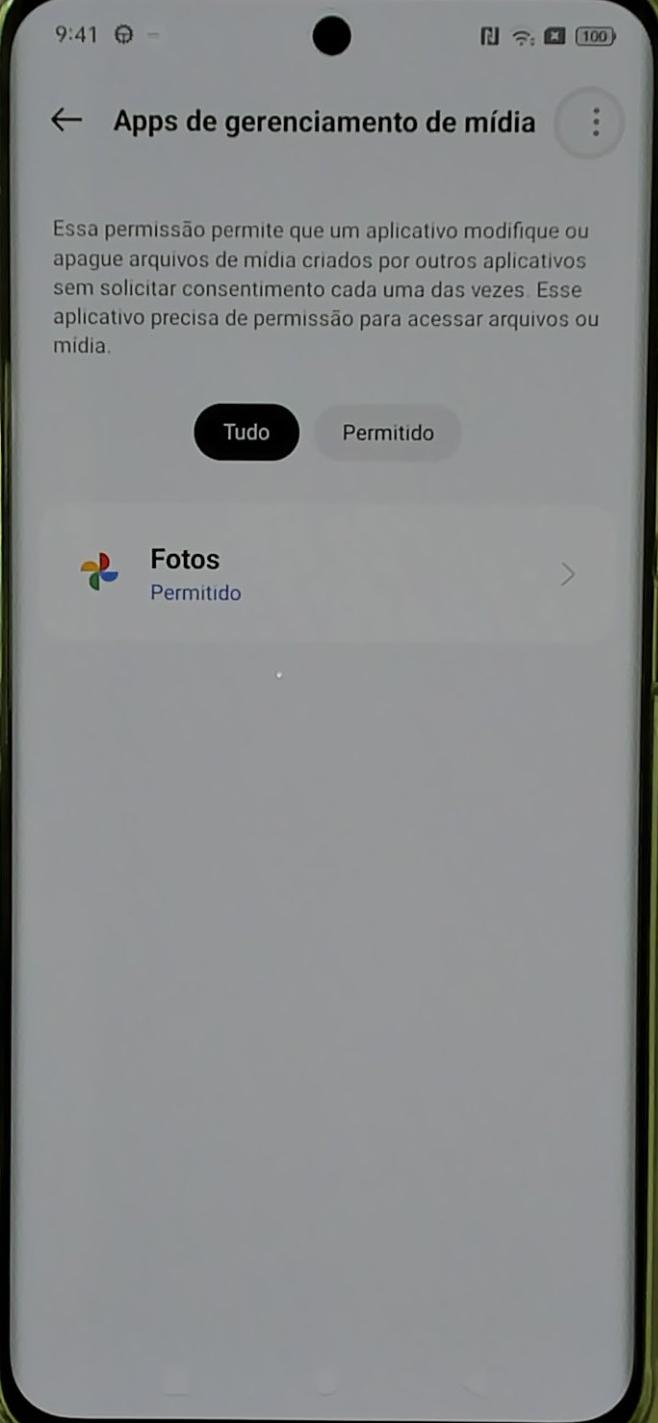 9:41
100
Apps de gerenciamento de mídia
Essa permissão permite que um aplicativo modifique ou
apague arquivos de mídia criados por outros aplicativos
sem solicitar consentimento cada uma das vezes. Esse
aplicativo precisa de permissão para acessar arquivos ou
mídia.
Tudo
Permitido
Fotos
Permitido